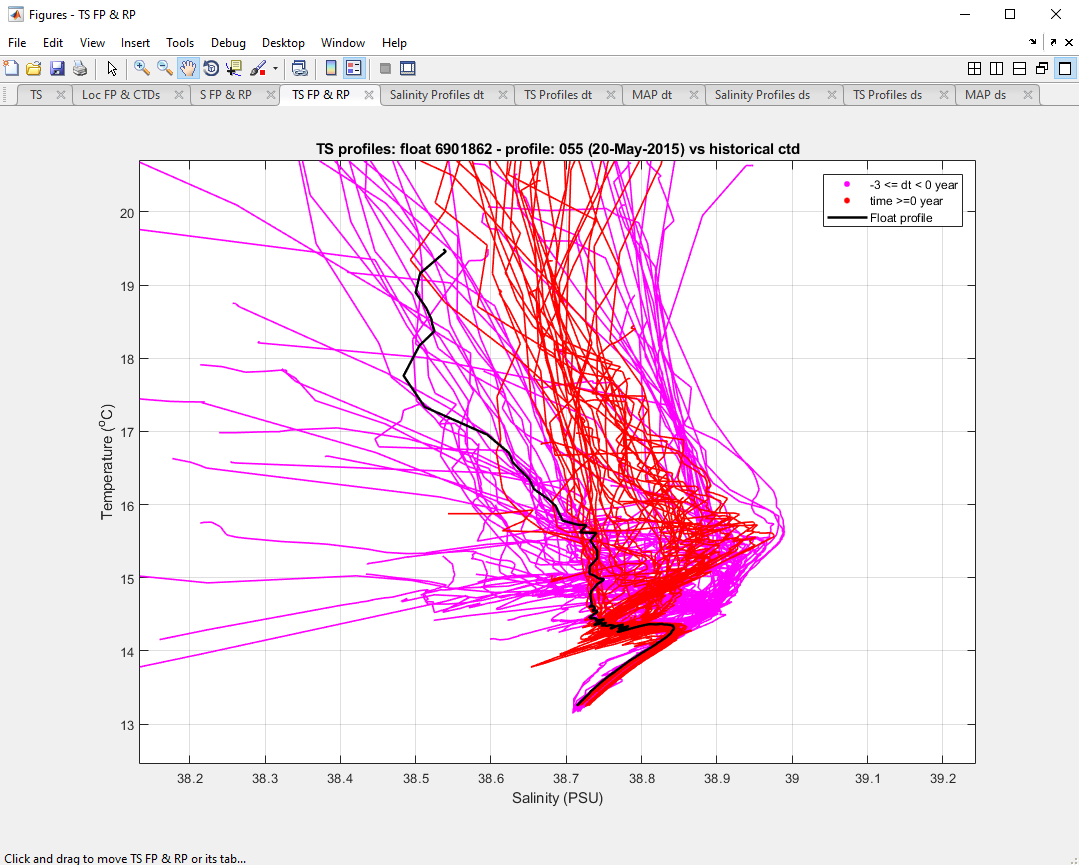 Figures - TS FP & RP
File Edit View Insert Tools Debug Desktop Window Help
TS Loc FP & CTDs S FP & RP TS FP & RP Salinity Profiles dt TS Profiles dt MAP dt Salinity Profiles ds TS Profiles ds MAP ds
TS profiles: float 6901862 - profile: 055 (20-May-2015) vs historical ctd
-3 <= dt < 0 year
time >=0 year
Float profile
20
19
18
17
16
15
14
13
Temperature (°C)
38.2 38.3 38.4 38.5 38.6 38.7 38.8 38.9 39 39.1 39.2
Salinity (PSU)
Click and drag to move TS FP & RP or its tab...